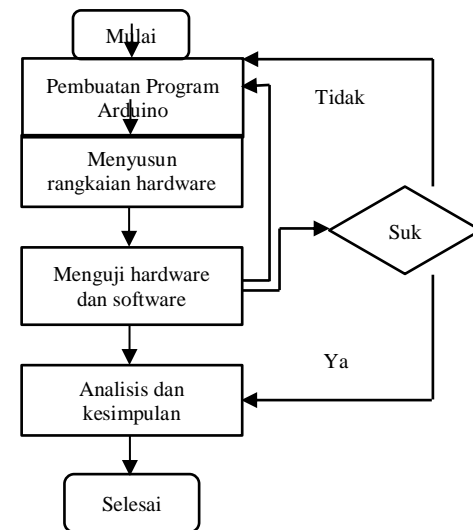 Mulai
Pembuatan Program
Arduino
Tidak
Menyusun
rangkaian hardware
Suk
Menguji hardware
dan software
Ya
Analisis dan
kesimpulan
Selesai